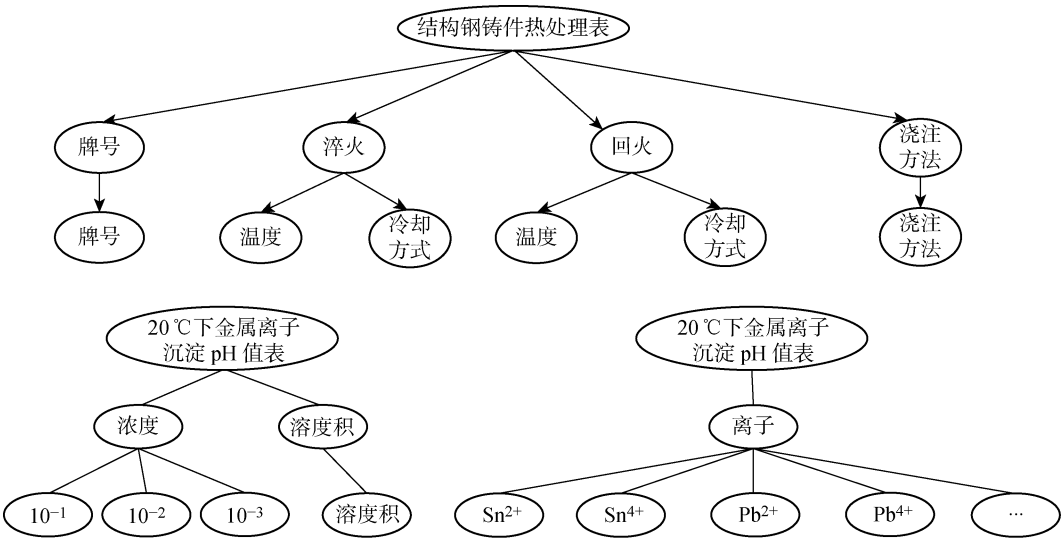 结构钢铸件热处理表
牌号
淬火
回火
浇注
方法
牌号
温度
冷却
方式
温度
冷却
方式
浇注
方法
20℃下金属离子
沉淀 pH 值表
20℃下金属离子
沉淀 pH 值表
浓度
溶度积
离子
10⁻¹
10⁻²
10⁻³
溶度积
Sn²⁺
Sn⁴⁺
Pb²⁺
Pb⁴⁺
…